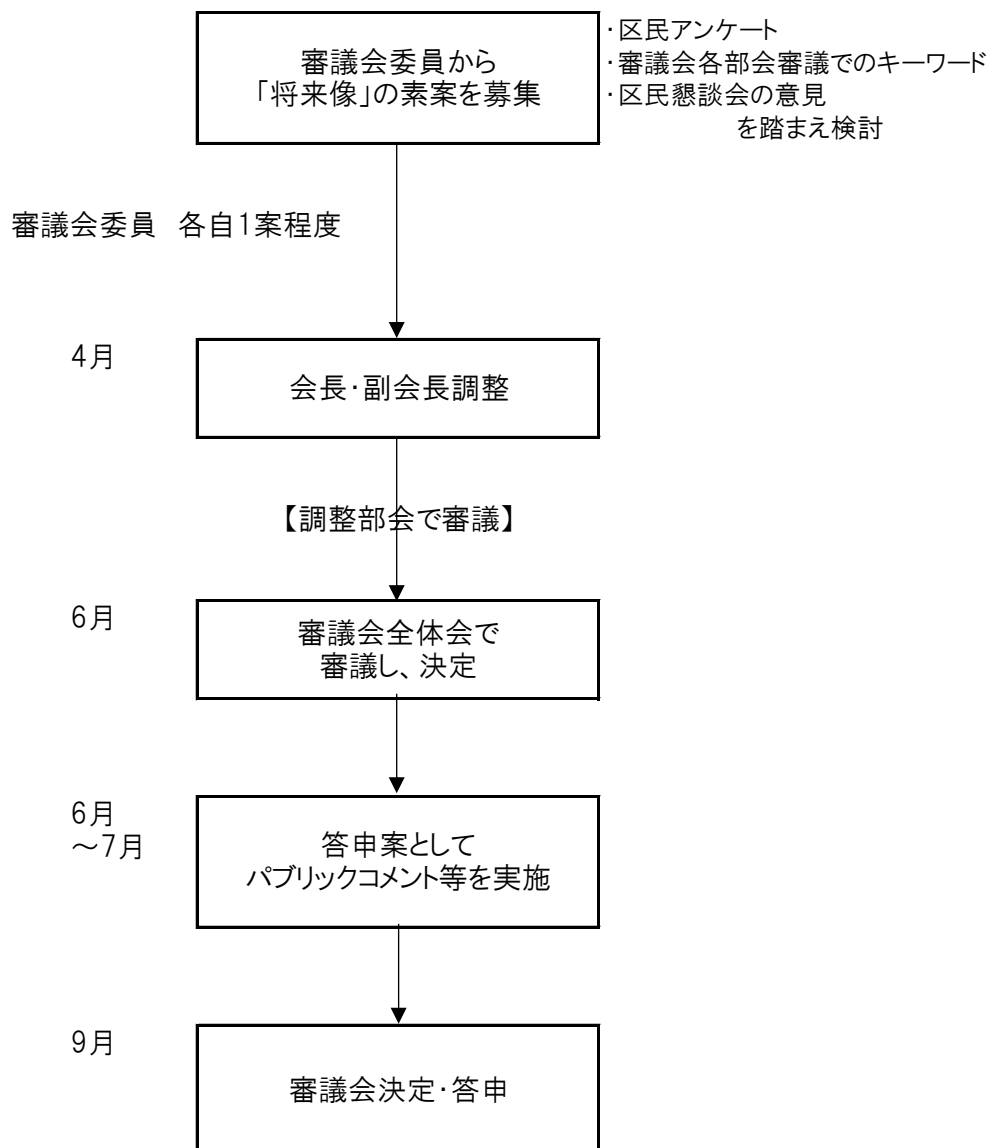 審議会委員から
「将来像」の素案を募集
・区民アンケート
・審議会各部会審議でのキーワード
・区民懇談会の意見
を踏まえ検討
審議会委員　各自1案程度
4月
会長・副会長調整
【調整部会で審議】
6月
審議会全体会で
審議し、決定
6月
～7月
答申案として
パブリックコメント等を実施
9月
審議会決定・答申